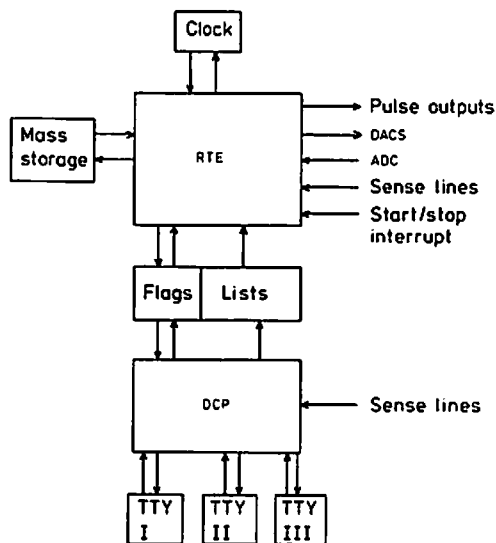 Clock
Pulse outputs
Mass
storage
RTE
DACS
ADC
Sense lines
Start/stop
interrupt
Flags
Lists
DCP
Sense lines
TTY
I
TTY
II
TTY
III